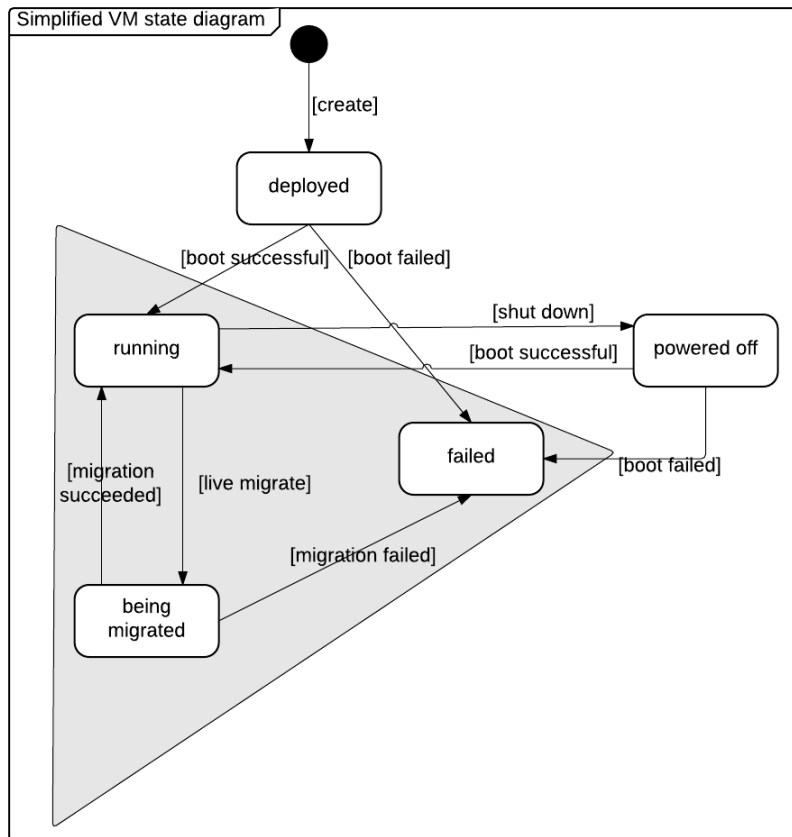 Simplified VM state diagram
[create]
deployed
[boot successful]
[boot failed]
[shut down]
running
[boot successful]
powered off
failed
[boot failed]
[migration
succeeded]
[live migrate]
[migration failed]
being
migrated